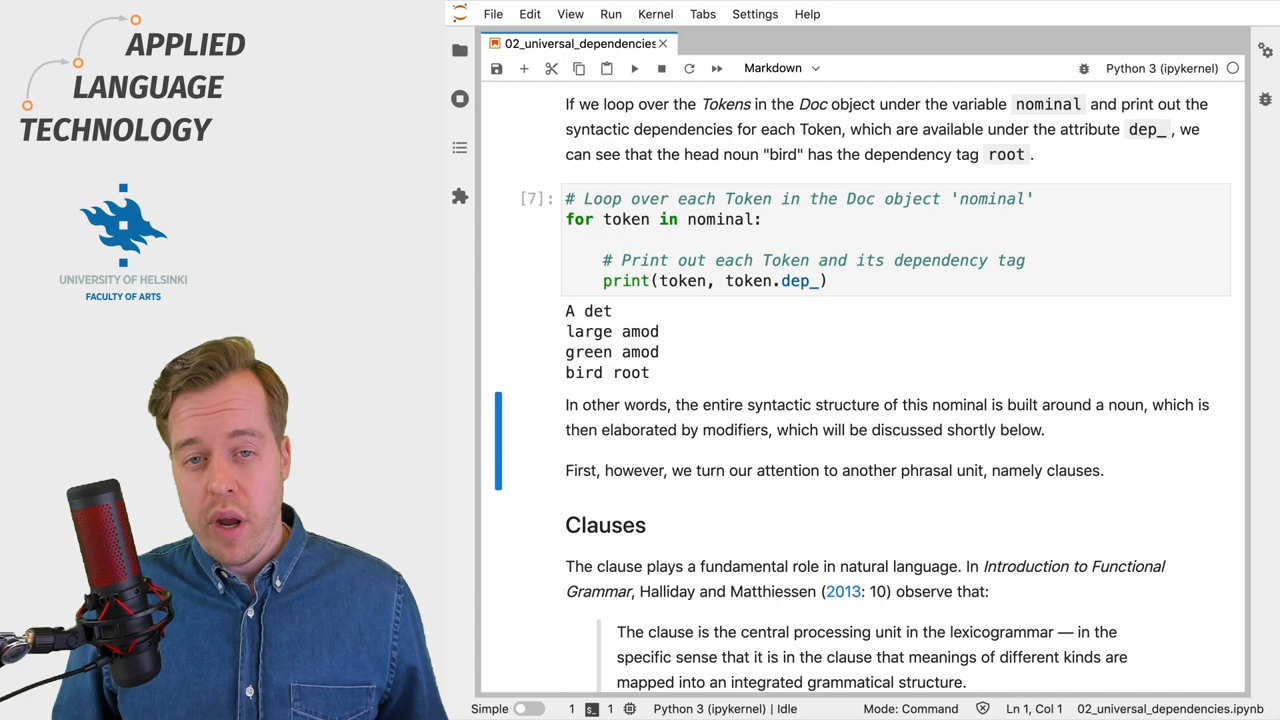 APPLIED
LANGUAGE
TECHNOLOGY
UNIVERSITY OF HELSINKI
FACULTY OF ARTS
File Edit View Run Kernel Tabs Settings Help
02_universal_dependencies
Markdown
Python 3 (ipykernel)
If we loop over the Tokens in the Doc object under the variable nominal and print out the
syntactic dependencies for each Token, which are available under the attribute dep_ , we
can see that the head noun "bird" has the dependency tag root .
[7]: # Loop over each Token in the Doc object 'nominal'
for token in nominal:
# Print out each Token and its dependency tag
print(token, token.dep_)
A det
large amod
green amod
bird root
In other words, the entire syntactic structure of this nominal is built around a noun, which is
then elaborated by modifiers, which will be discussed shortly below.
First, however, we turn our attention to another phrasal unit, namely clauses.
Clauses
The clause plays a fundamental role in natural language. In Introduction to Functional
Grammar, Halliday and Matthiessen (2013: 10) observe that:
The clause is the central processing unit in the lexicogrammar — in the
specific sense that it is in the clause that meanings of different kinds are
mapped into an integrated grammatical structure.
Simple 1 $_ 1 Python 3 (ipykernel) | Idle Mode: Command Ln 1, Col 1 02_universal_dependencies.ipynb